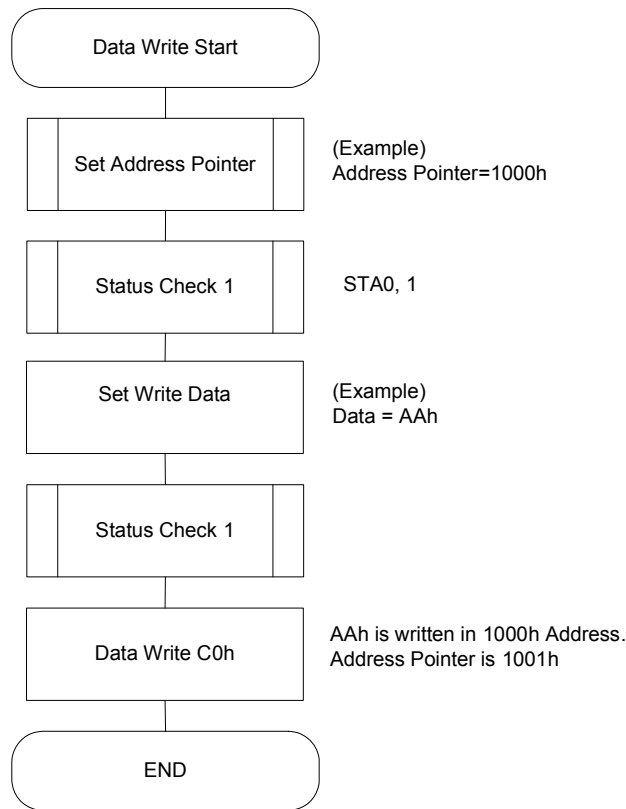 Data Write Start
Set Address Pointer
(Example)
Address Pointer=1000h
Status Check 1
STA0, 1
Set Write Data
(Example)
Data = AAh
Status Check 1
Data Write C0h
AAh is written in 1000h Address.
Address Pointer is 1001h
END